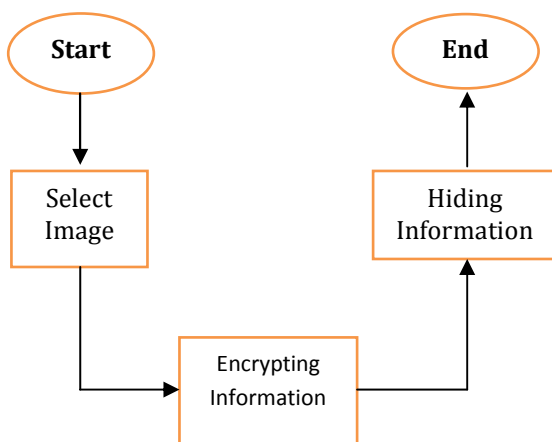 Start
Select
Image
Encrypting
Information
Hiding
Information
End